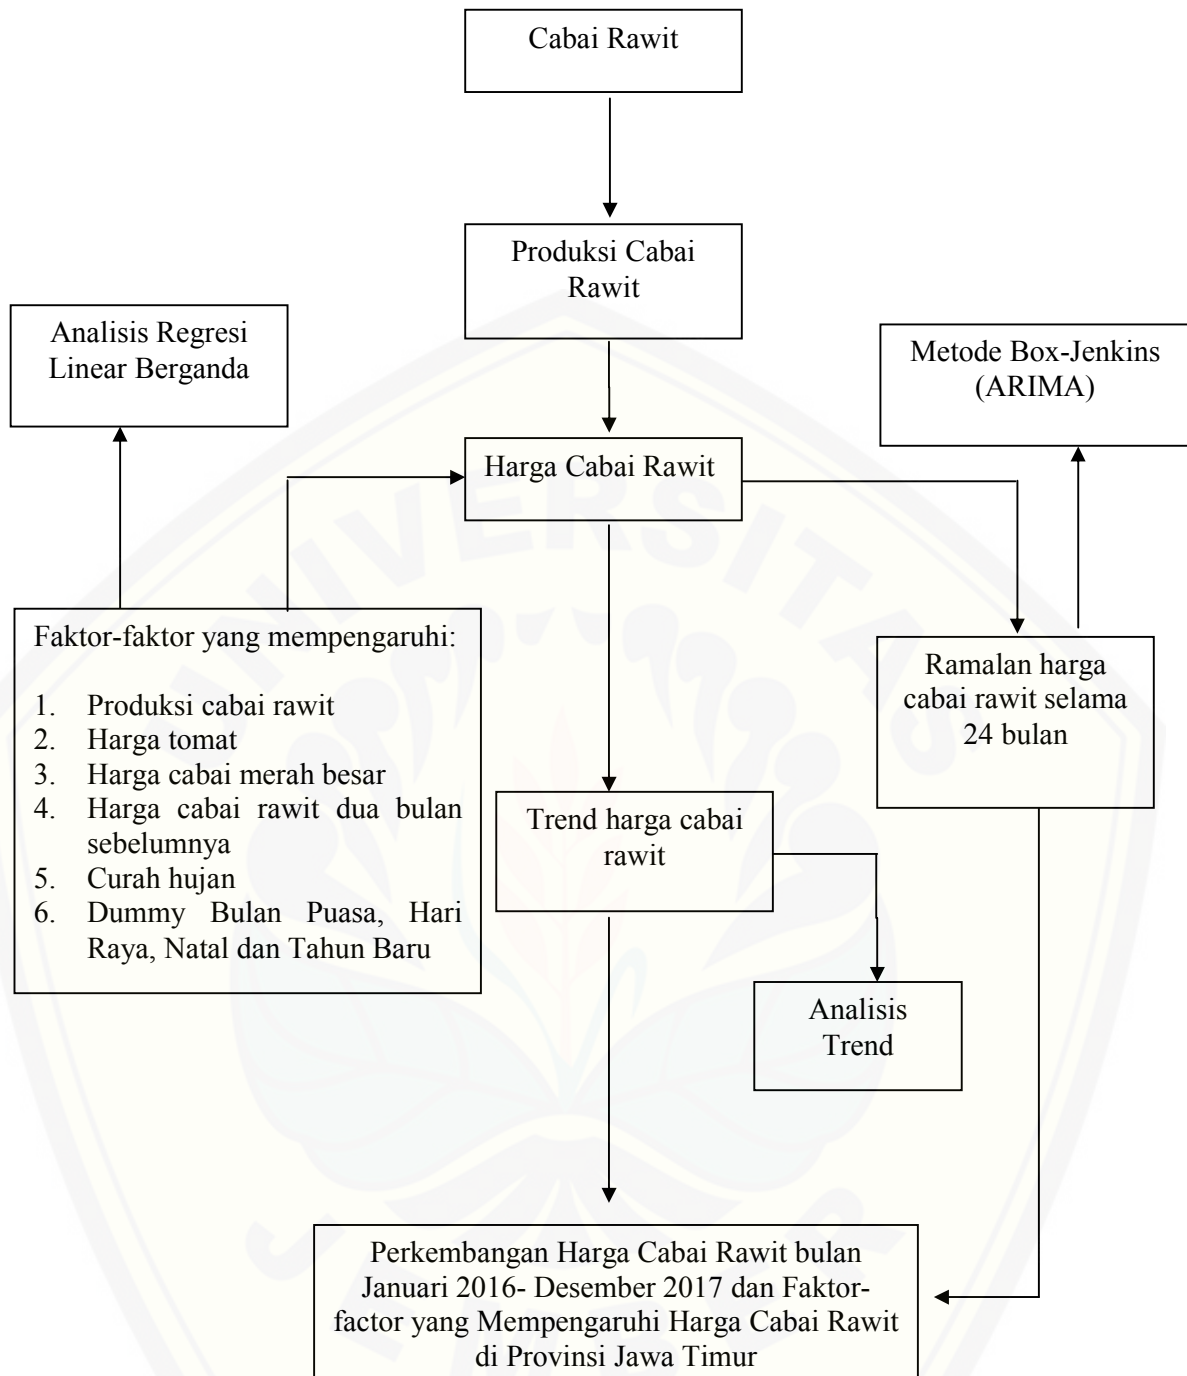 Cabai Rawit
Produksi Cabai
Rawit
Analisis Regresi
Linear Berganda
Metode Box-Jenkins
(ARIMA)
Harga Cabai Rawit
Faktor-faktor yang mempengaruhi:
1. Produksi cabai rawit
2. Harga tomat
3. Harga cabai merah besar
4. Harga cabai rawit dua bulan
sebelumnya
5. Curah hujan
6. Dummy Bulan Puasa, Hari
Raya, Natal dan Tahun Baru
Ramalan harga
cabai rawit selama
24 bulan
Trend harga cabai
rawit
Analisis
Trend
Perkembangan Harga Cabai Rawit bulan
Januari 2016- Desember 2017 dan Faktor-
factor yang Mempengaruhi Harga Cabai Rawit
di Provinsi Jawa Timur
UNIVERSITAS
JEMBER